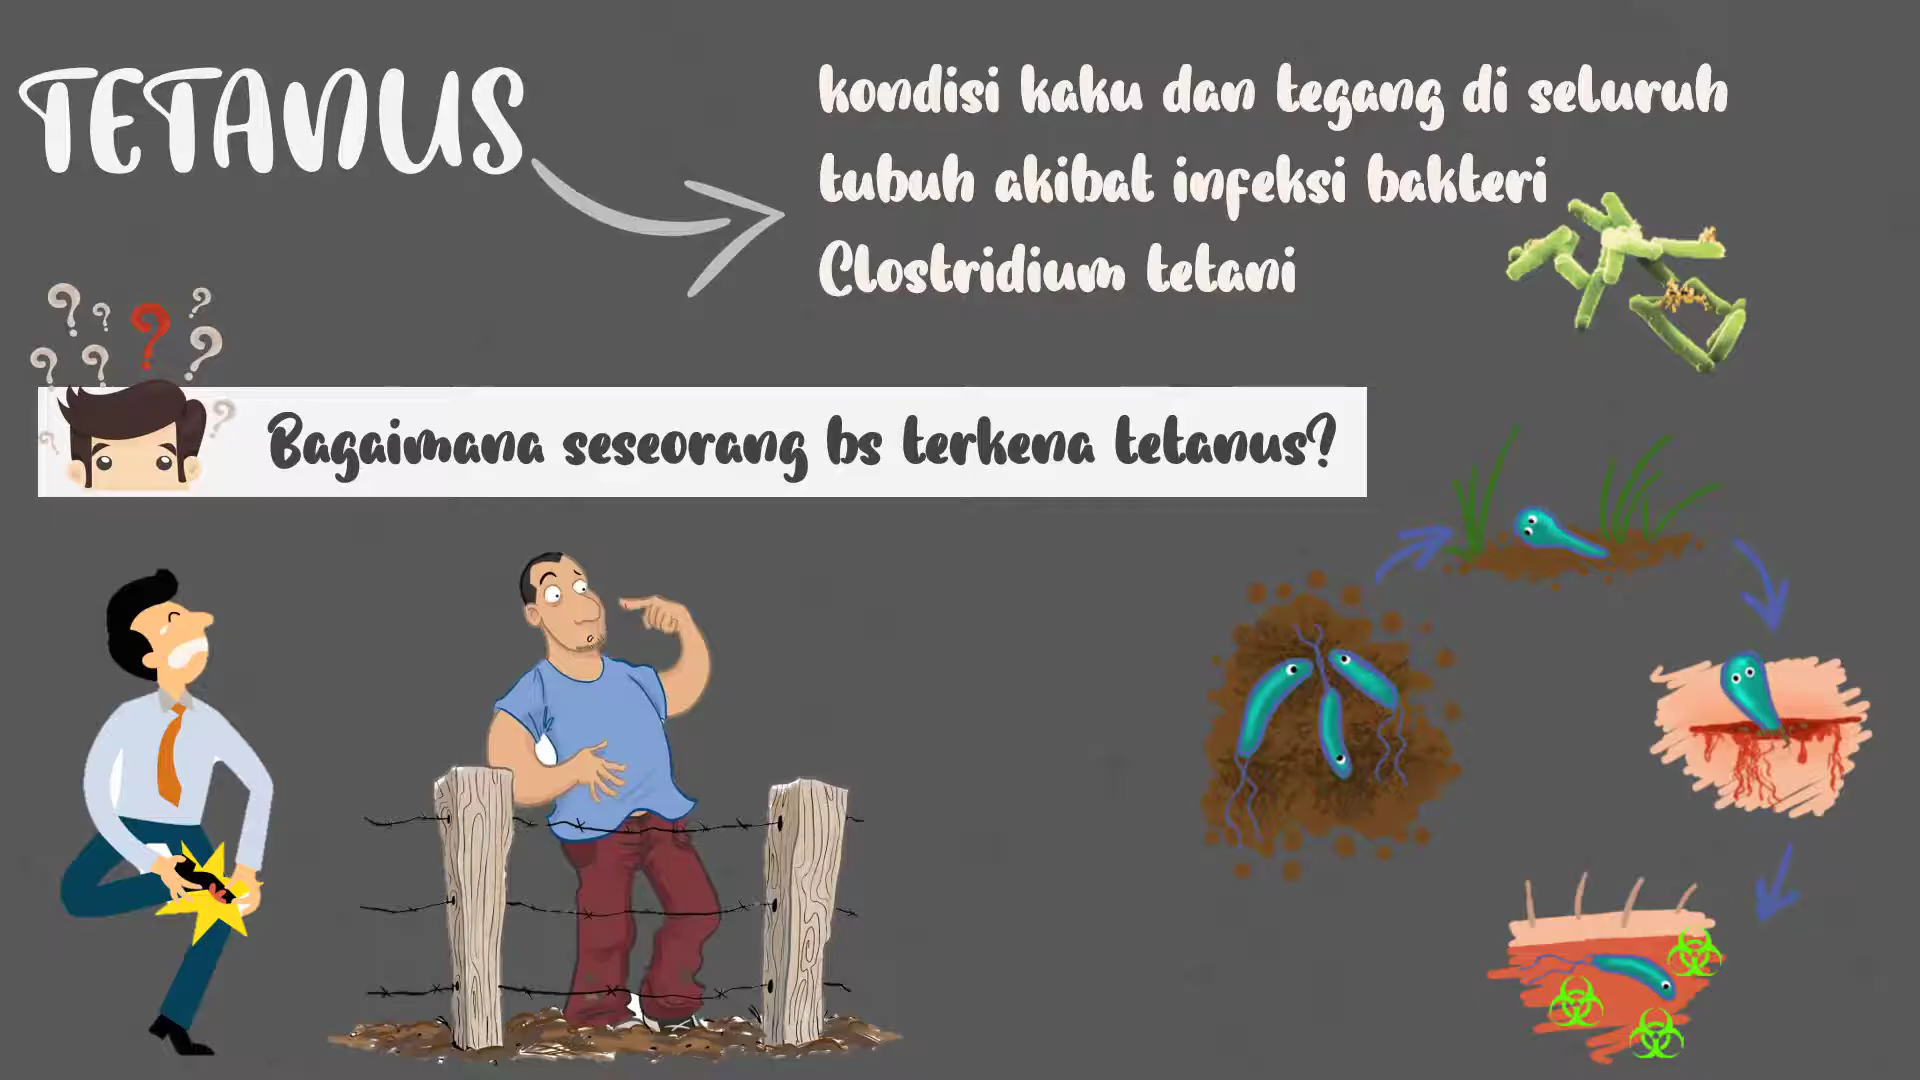 TETANUS
kondisi kaku dan tegang di seluruh
tubuh akibat infeksi bakteri
Clostridium tetani
Bagaimana seseorang bs terkena tetanus?